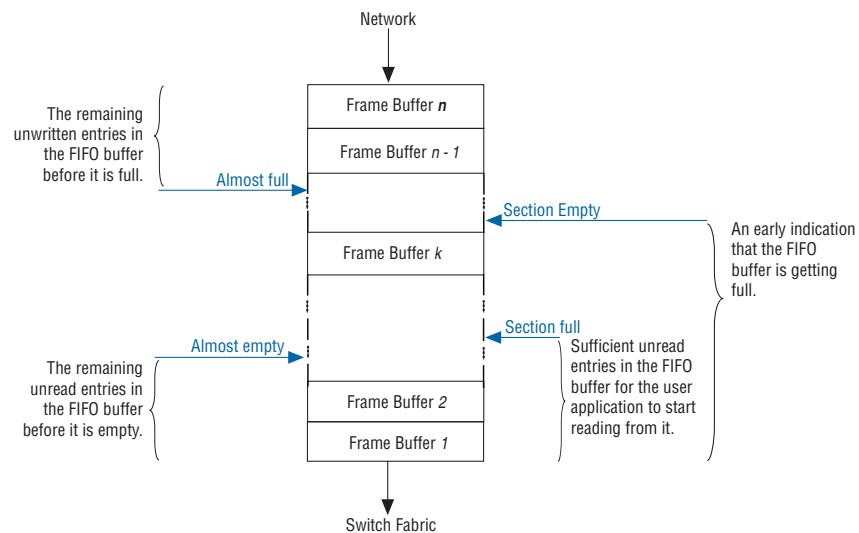 Network
Frame Buffer n
The remaining
unwritten entries in
the FIFO buffer
before it is full.
Frame Buffer n - 1
Almost full
Section Empty
An early indication
that the FIFO
buffer is getting
full.
Frame Buffer k
Section full
Almost empty
Sufficient unread
entries in the FIFO
buffer for the user
application to start
reading from it.
The remaining
unread entries in
the FIFO buffer
before it is empty.
Frame Buffer 2
Frame Buffer 1
Switch Fabric